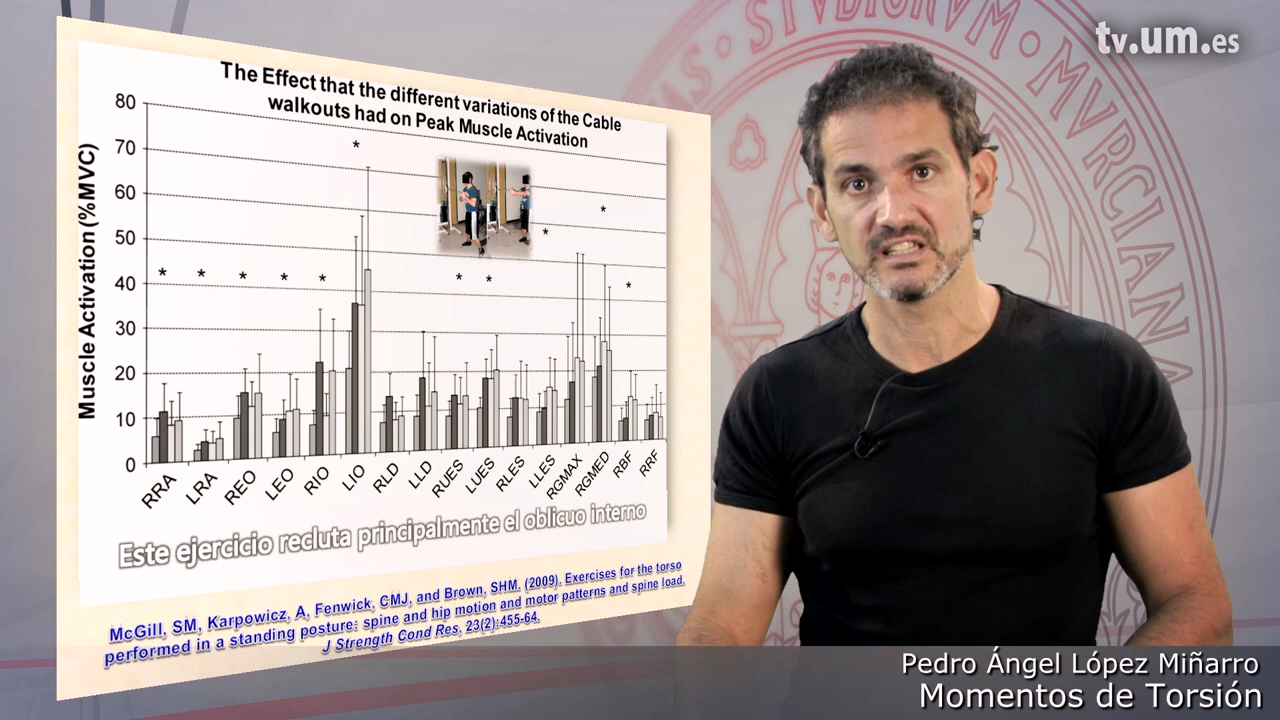 tv.um.es
STVDIORVM
MVRCIANA
The Effect that the different variations of the Cable
walkouts had on Peak Muscle Activation
Muscle Activation (%MVC)
80
70
60
50
40
30
20
10
0
* * * * * * * * * * *
RRA LRA REO LEO RIO LIO RLD LLD RUES LUES RLES LLES RGMAX RGMED RBF RRF
Este ejercicio recluta principalmente el oblicuo interno
McGill, SM, Karpowicz, A, Fenwick, CMJ, and Brown, SHM. (2009). Exercises for the torso
performed in a standing posture: spine and hip motion and motor patterns and spine load.
J Strength Cond Res, 23(2):455-64.
Pedro Ángel López Miñarro
Momentos de Torsión